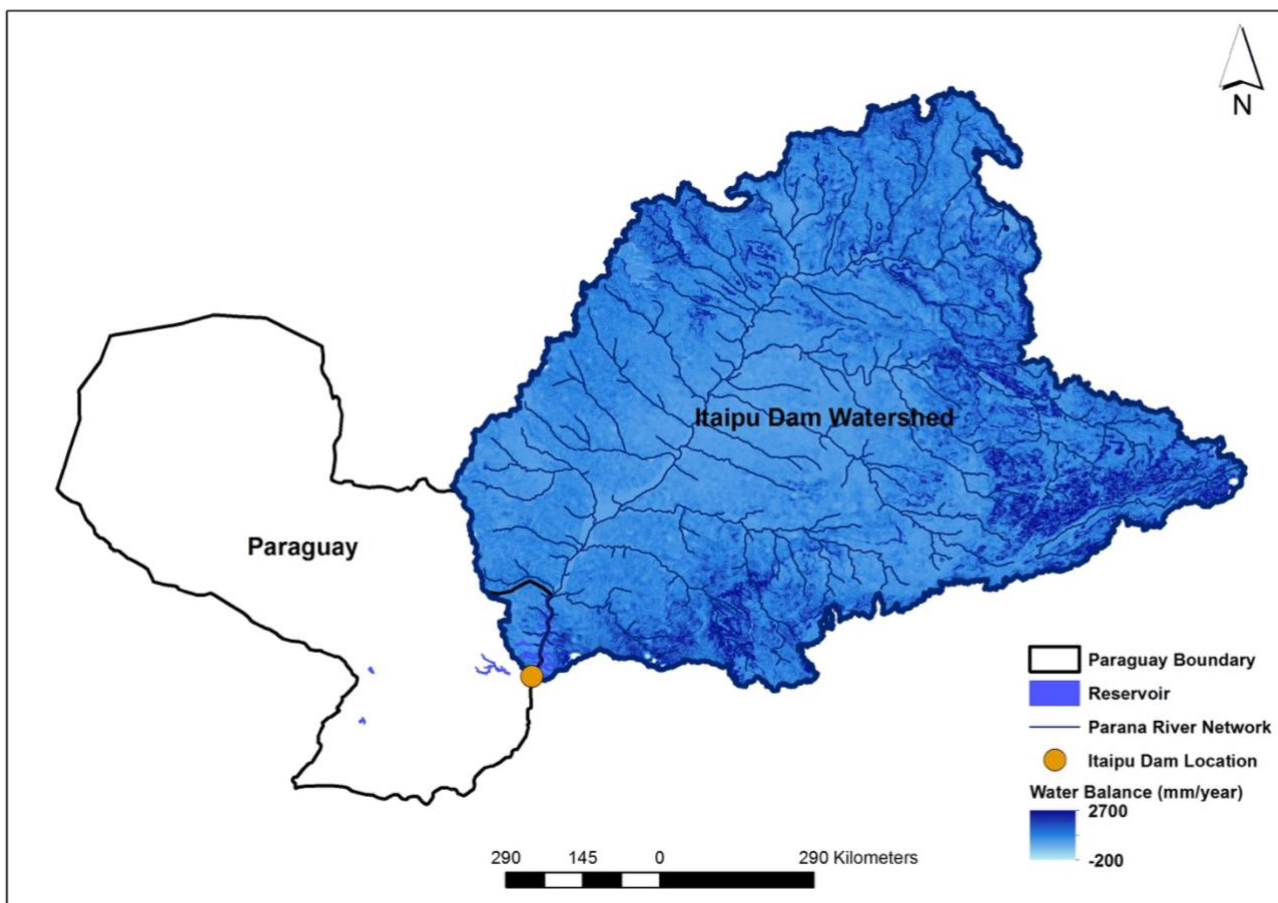 N
Itaipu Dam Watershed
Paraguay
Paraguay Boundary
Reservoir
Parana River Network
Itaipu Dam Location
Water Balance (mm/year)
2700
-200
290 145 0 290 Kilometers